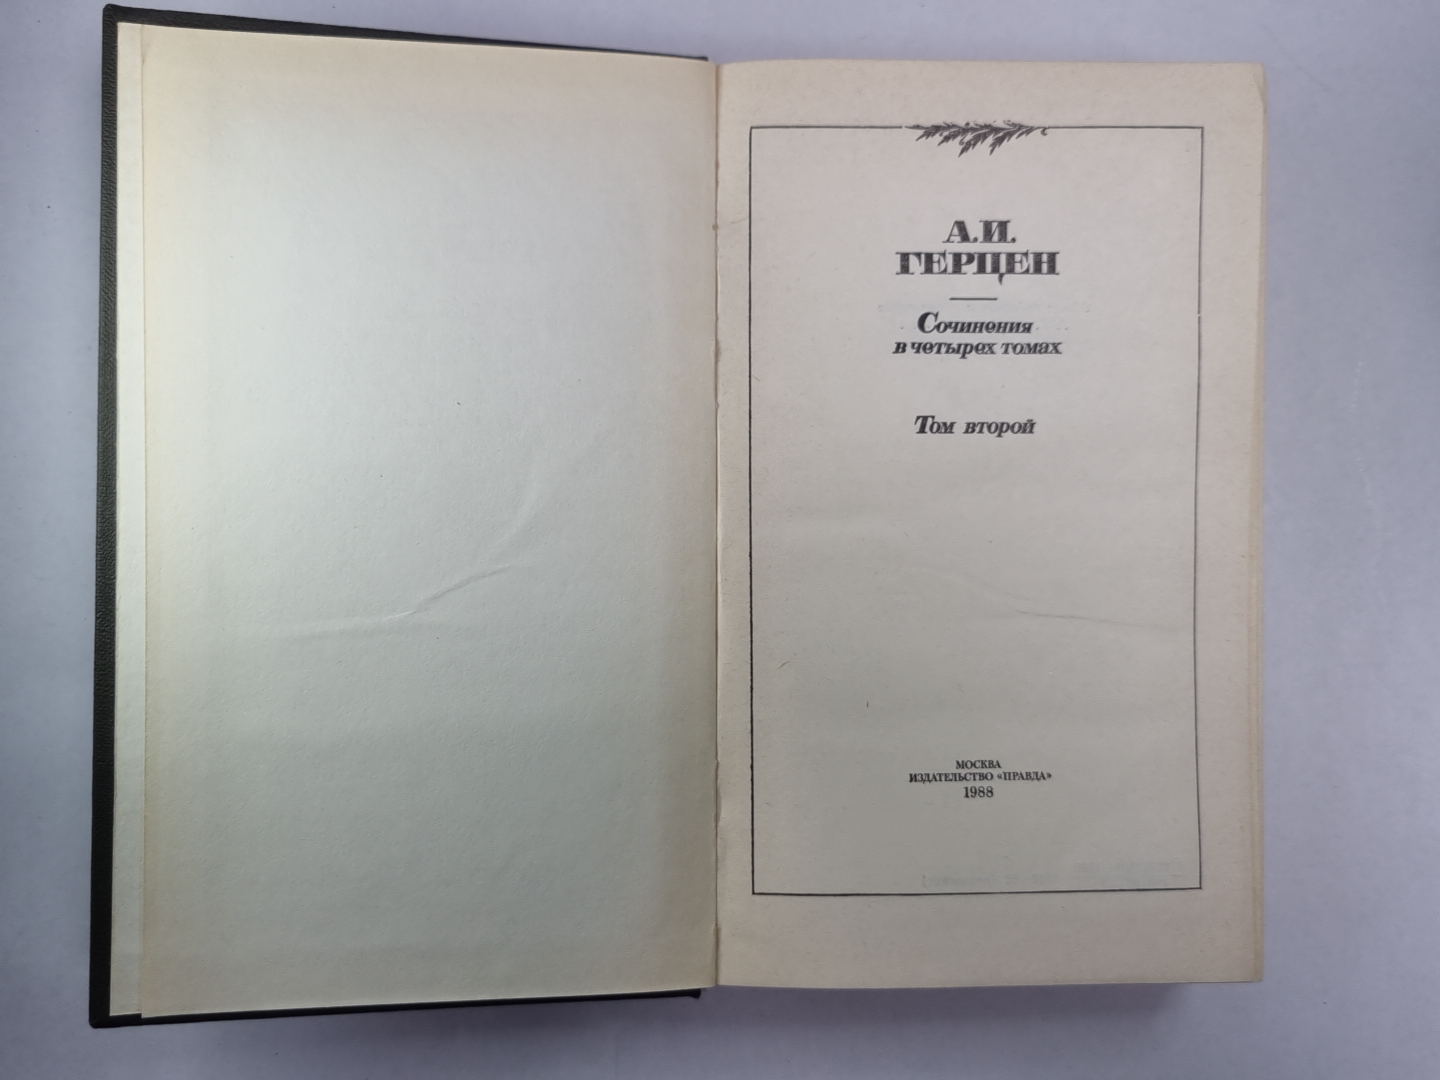 А.И.
ГЕРЦЕН
Сочинения
в четырех томах
Том второй
МОСКВА
ИЗДАТЕЛЬСТВО «ПРАВДА»
1988